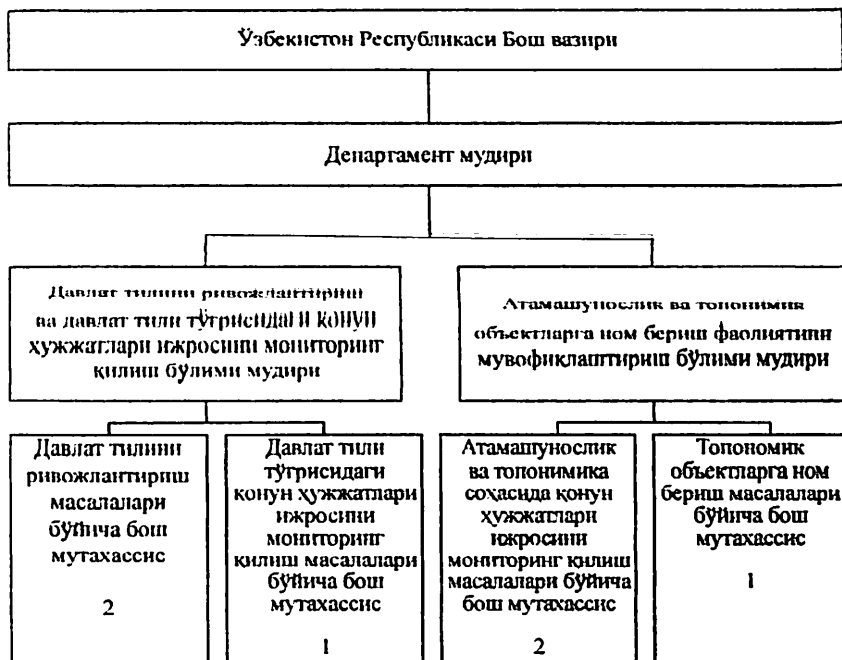 Ўзбекистон Республикаси Бош вазири
Департамент мудири
Давлат тилини ривожлантириш
ва давлат тили тўғрисидаги қонун
ҳужжатлари ижросини мониторинг
қилиш бўлими мудири
Атамашунослик ва топонимия
объектларга ном бериш фаолиятини
мувофиқлаштириш бўлими мудири
Давлат тилини
ривожлантириш
масалалари
бўйича бош
мутахассис
2
Давлат тили
тўғрисидаги
қонун ҳужжатлари
ижросини
мониторинг
қилиш масалалари
бўйича бош
мутахассис
1
Атамашунослик
ва топонимика
соҳасида қонун
ҳужжатлари
ижросини
мониторинг қилиш
масалалари бўйича
бош мутахассис
2
Топономик
объектларга ном
бериш масалалари
бўйича бош
мутахассис
1